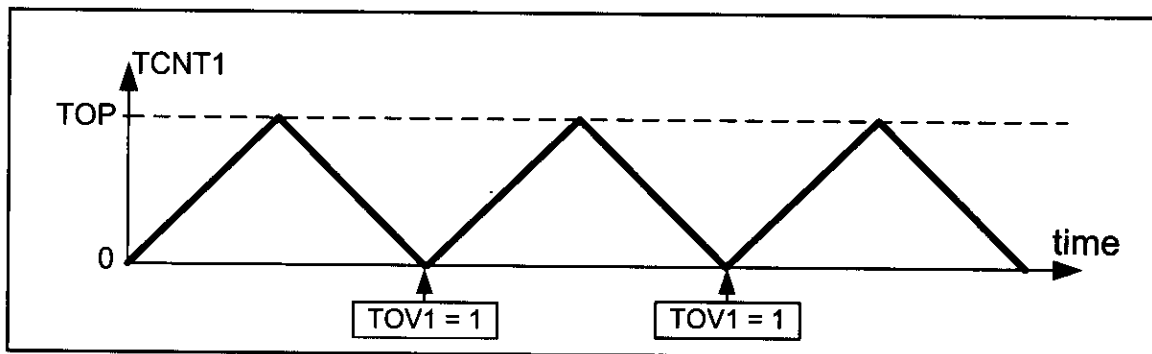 TCNT1
TOP
0
time
TOV1 = 1
TOV1 = 1